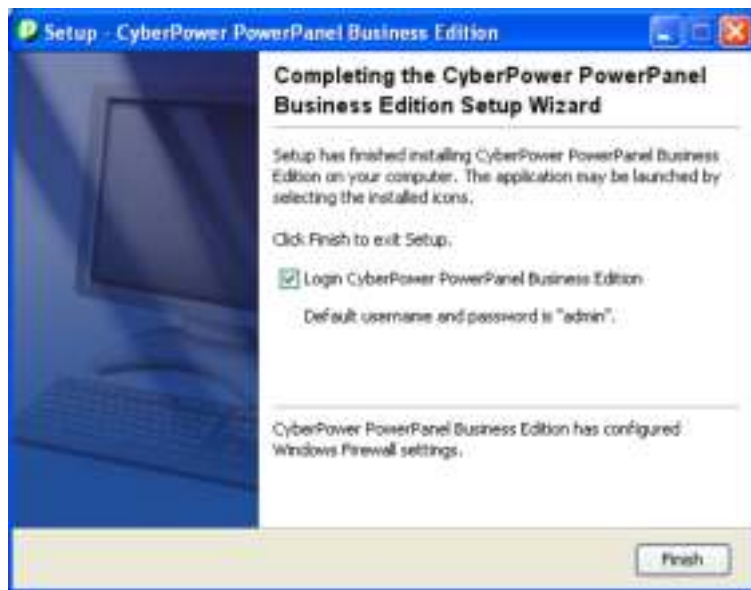 Setup - CyberPower PowerPanel Business Edition
Completing the CyberPower PowerPanel
Business Edition Setup Wizard
Setup has finished installing CyberPower PowerPanel Business
Edition on your computer. The application may be launched by
selecting the installed icons.
Click Finish to exit Setup.
Login CyberPower PowerPanel Business Edition
Default username and password is "admin".
CyberPower PowerPanel Business Edition has configured
Windows Firewall settings.
Finish